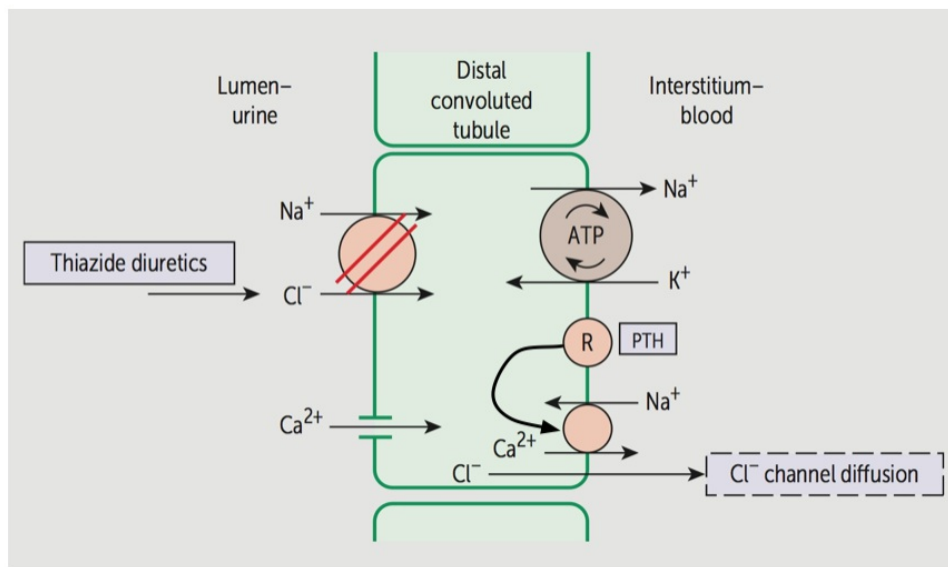 Lumen–
urine
Distal
convoluted
tubule
Interstitium–
blood
Na⁺
Na⁺
Thiazide diuretics
ATP
Cl⁻
K⁺
R
PTH
Na⁺
Ca²⁺
Ca²⁺
Cl⁻
Cl⁻ channel diffusion